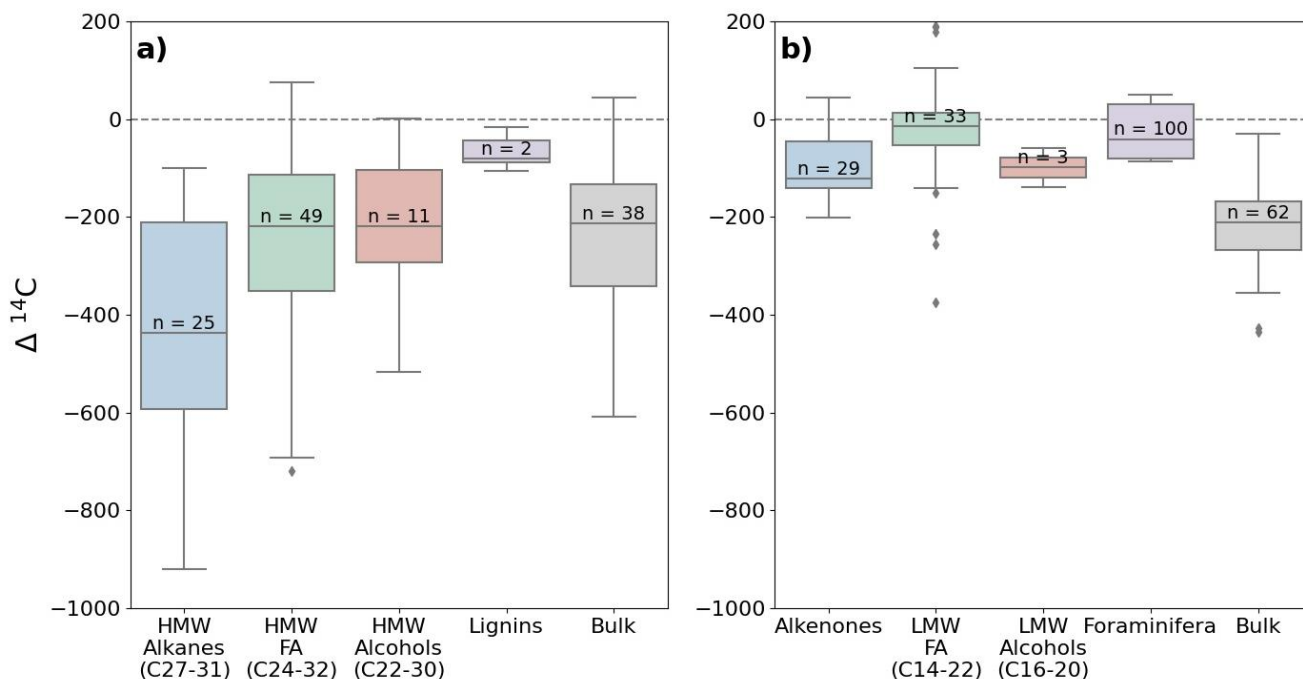 a)
b)
200
0
−200
−400
−600
−800
−1000
Δ ¹⁴C
n = 25
n = 49
n = 11
n = 2
n = 38
HMW
Alkanes
(C27-31)
HMW
FA
(C24-32)
HMW
Alcohols
(C22-30)
Lignins
Bulk
200
0
−200
−400
−600
−800
−1000
n = 29
n = 33
n = 3
n = 100
n = 62
Alkenones
LMW
FA
(C14-22)
LMW
Alcohols
(C16-20)
Foraminifera
Bulk